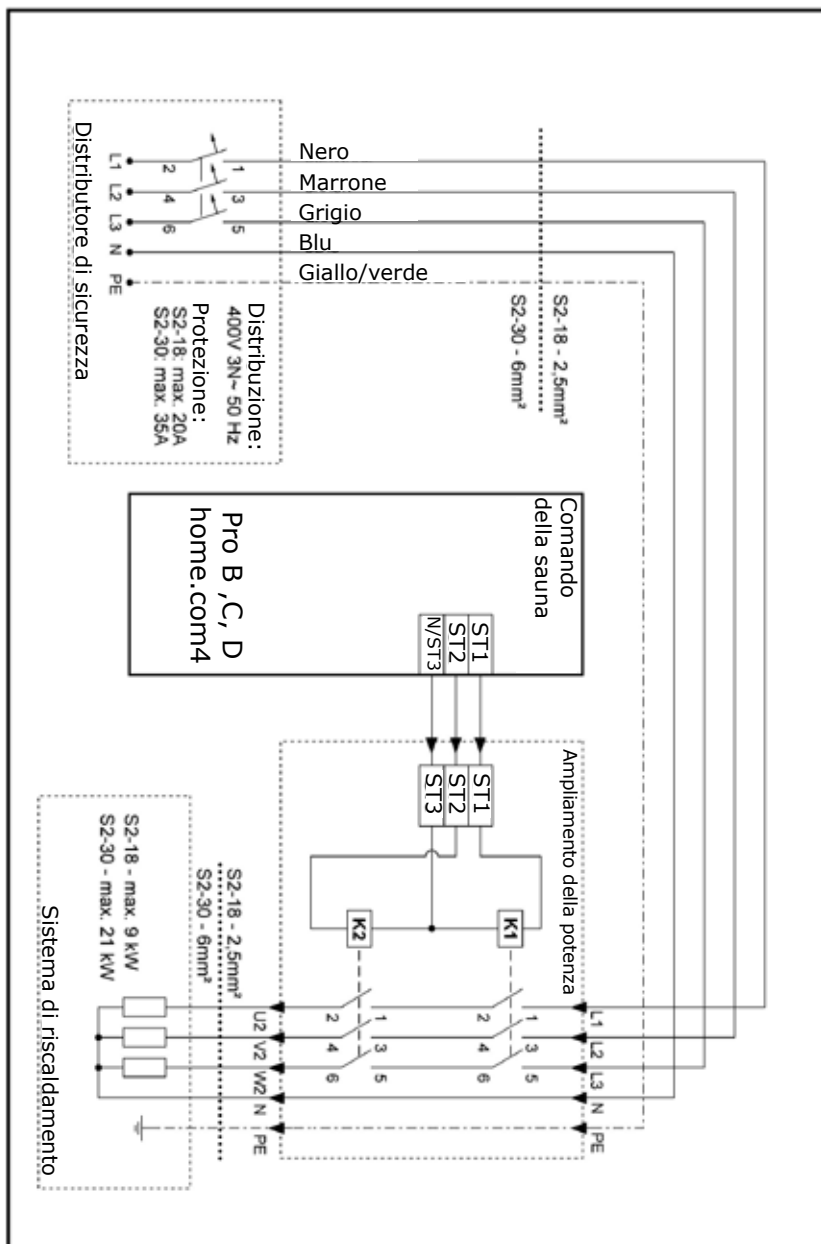 Distributore di sicurezza
L1
L2
L3
N
PE
2
4
6
1
3
5
Nero
Marrone
Grigio
Blu
Giallo/verde
Distribuzione:
400V 3N~ 50 Hz
Protezione:
S2-18: max. 20A
S2-30: max. 35A
S2-18 - 2,5mm²
S2-30 - 6mm²
Comando
della sauna
Pro B ,C, D
home.com4
ST1
ST2
N/ST3
Ampliamento della potenza
ST1
ST2
ST3
K1
K2
L1
L2
L3
N
PE
1
3
5
2
4
6
1
3
5
2
4
6
U2
V2
W2
N
PE
S2-18 - 2,5mm²
S2-30 - 6mm²
S2-18 - max. 9 kW
S2-30 - max. 21 kW
Sistema di riscaldamento